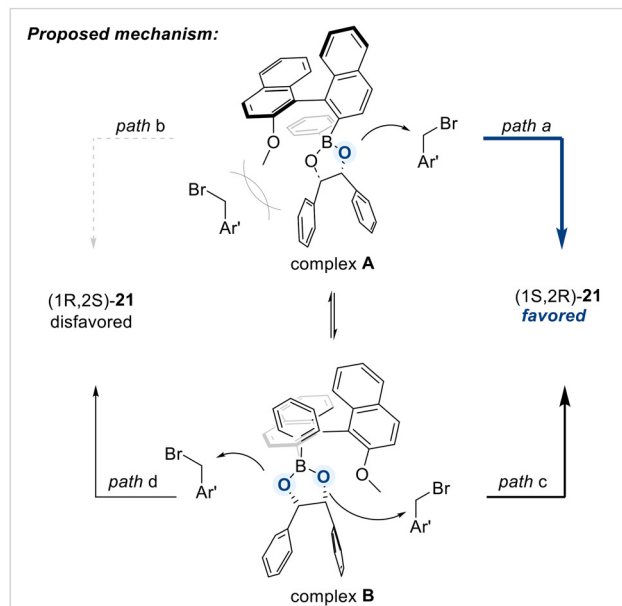 Proposed mechanism:
path b
O
B
O
O
Br
Ar'
path a
Br
Ar'
complex A
(1R,2S)-21
disfavored
(1S,2R)-21
favored
Br
Ar'
path d
B
O
O
O
Br
Ar'
path c
complex B